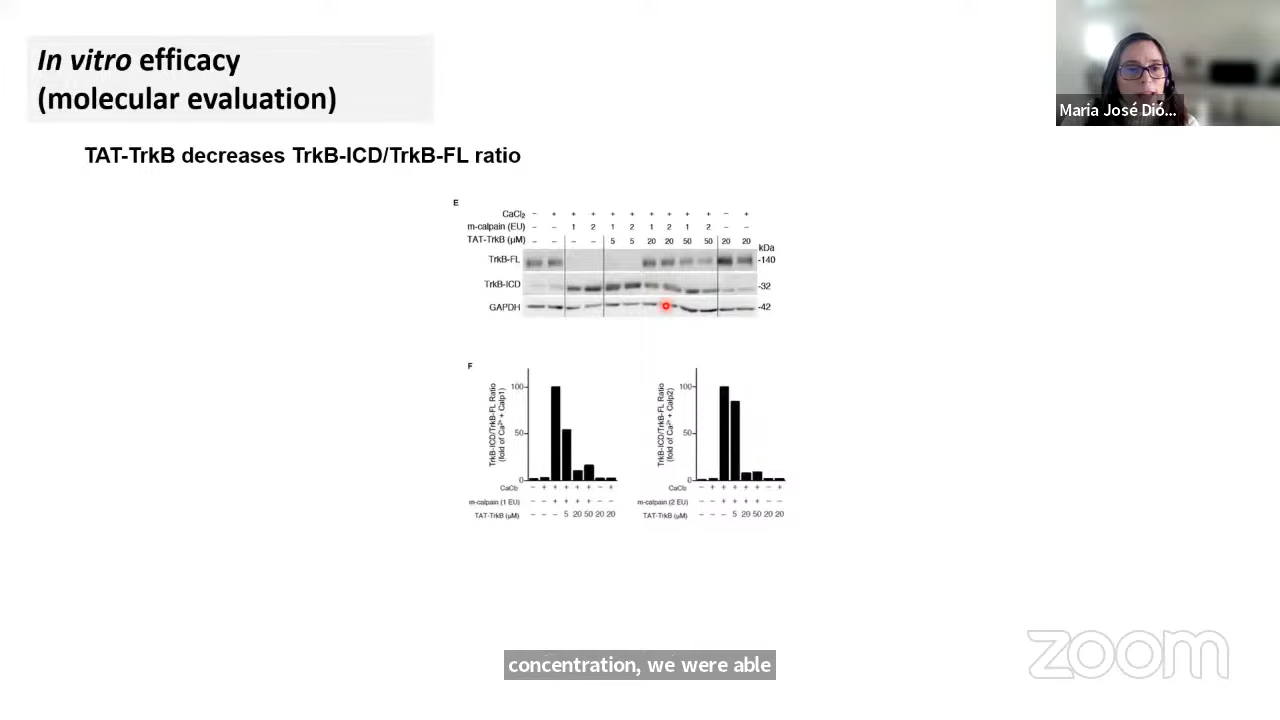 In vitro efficacy
(molecular evaluation)
Maria José Dió...
TAT-TrkB decreases TrkB-ICD/TrkB-FL ratio
E
CaCl₂ − + + + + + + + + + − +
m-calpain (EU) − − 1 2 1 2 1 2 1 2 − −
TAT-TrkB (μM) − − − − 5 5 20 20 50 50 20 20
kDa
TrkB-FL -140
TrkB-ICD -32
GAPDH -42
F
TrkB-ICD/TrkB-FL Ratio
(fold of Ca²⁺ + Calp1)
100
50
0
CaCl₂ − + + + + + − +
m-calpain (1 EU) − − + + + + − −
TAT-TrkB (μM) − − − 5 20 50 20 20
TrkB-ICD/TrkB-FL Ratio
(fold of Ca²⁺ + Calp2)
100
50
0
CaCl₂ − + + + + + − +
m-calpain (2 EU) − − + + + + − −
TAT-TrkB (μM) − − − 5 20 50 20 20
concentration, we were able
zoom